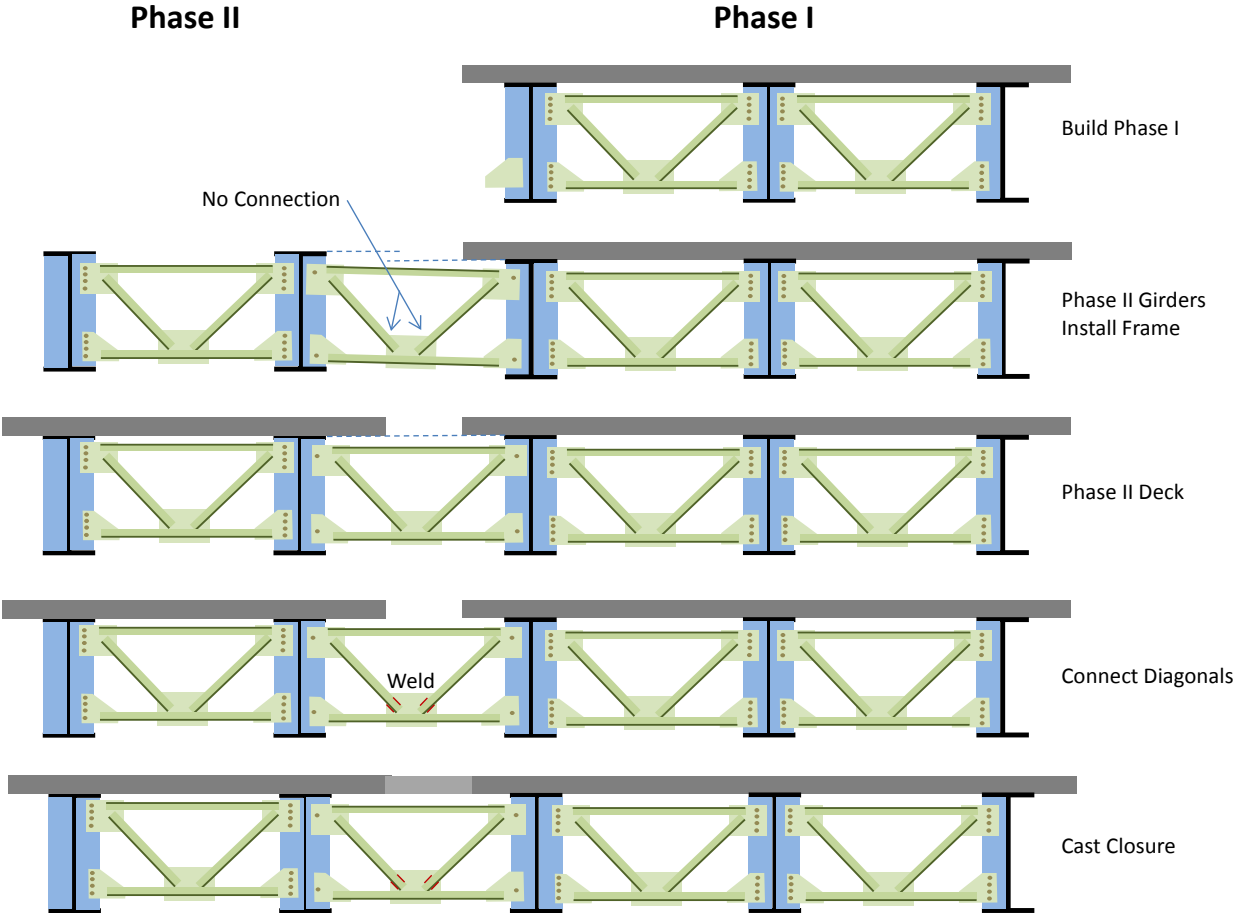 Phase II
Phase I
Build Phase I
No Connection
Phase II Girders
Install Frame
Phase II Deck
Weld
Connect Diagonals
Cast Closure